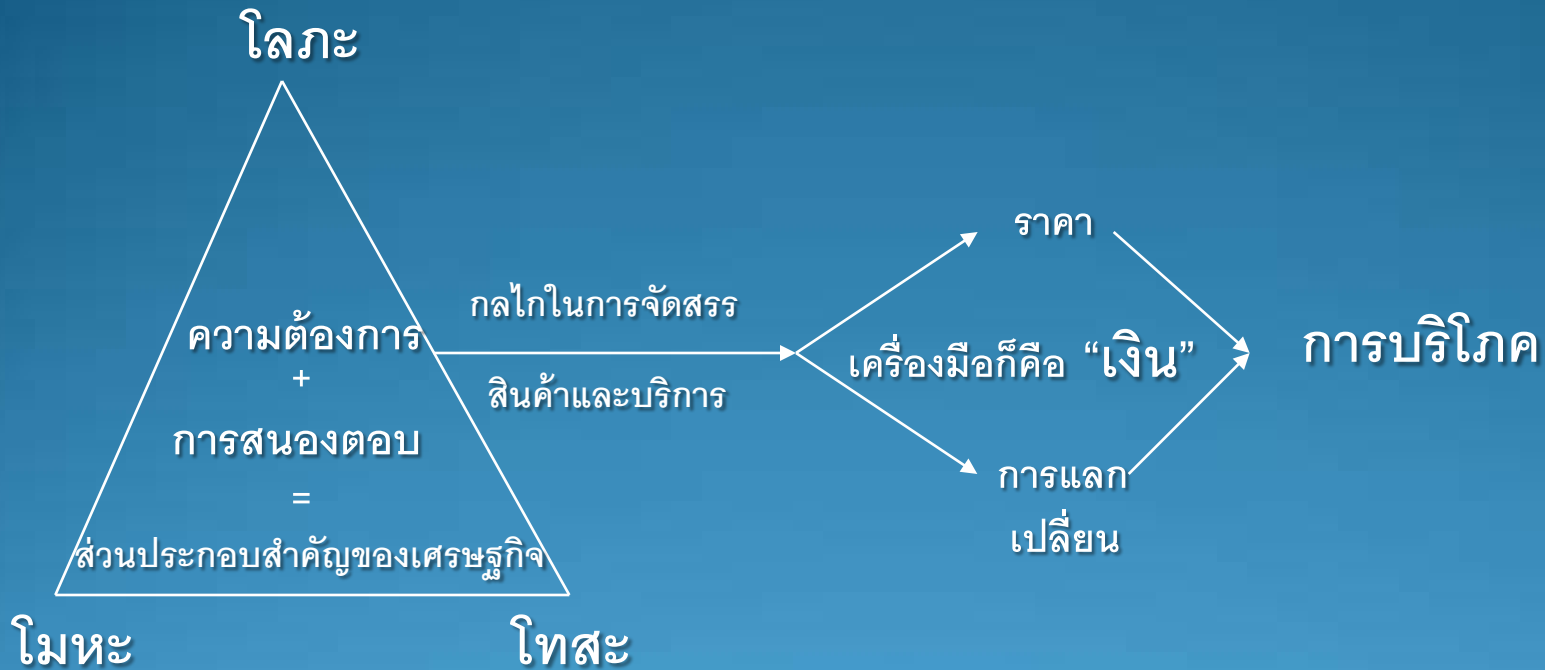 โลภะ
ความต้องการ
+
การสนองตอบ
=
ส่วนประกอบสำคัญของเศรษฐกิจ
โมหะ
โทสะ
กลไกในการจัดสรร
สินค้าและบริการ
ราคา
เครื่องมือก็คือ “เงิน”
การแลก
เปลี่ยน
การบริโภค